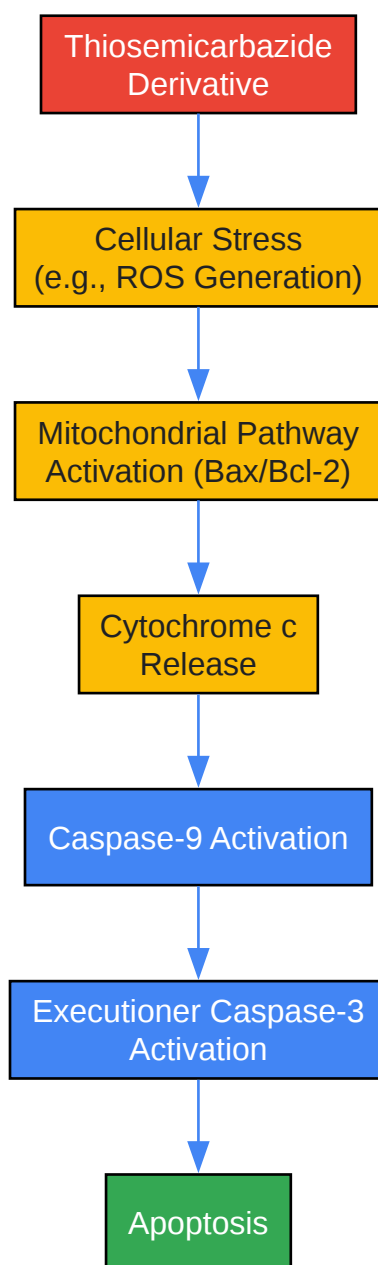 Thiosemicarbazide
Derivative
Cellular Stress
(e.g., ROS Generation)
Mitochondrial Pathway
Activation (Bax/Bcl-2)
Cytochrome c
Release
Caspase-9 Activation
Executioner Caspase-3
Activation
Apoptosis